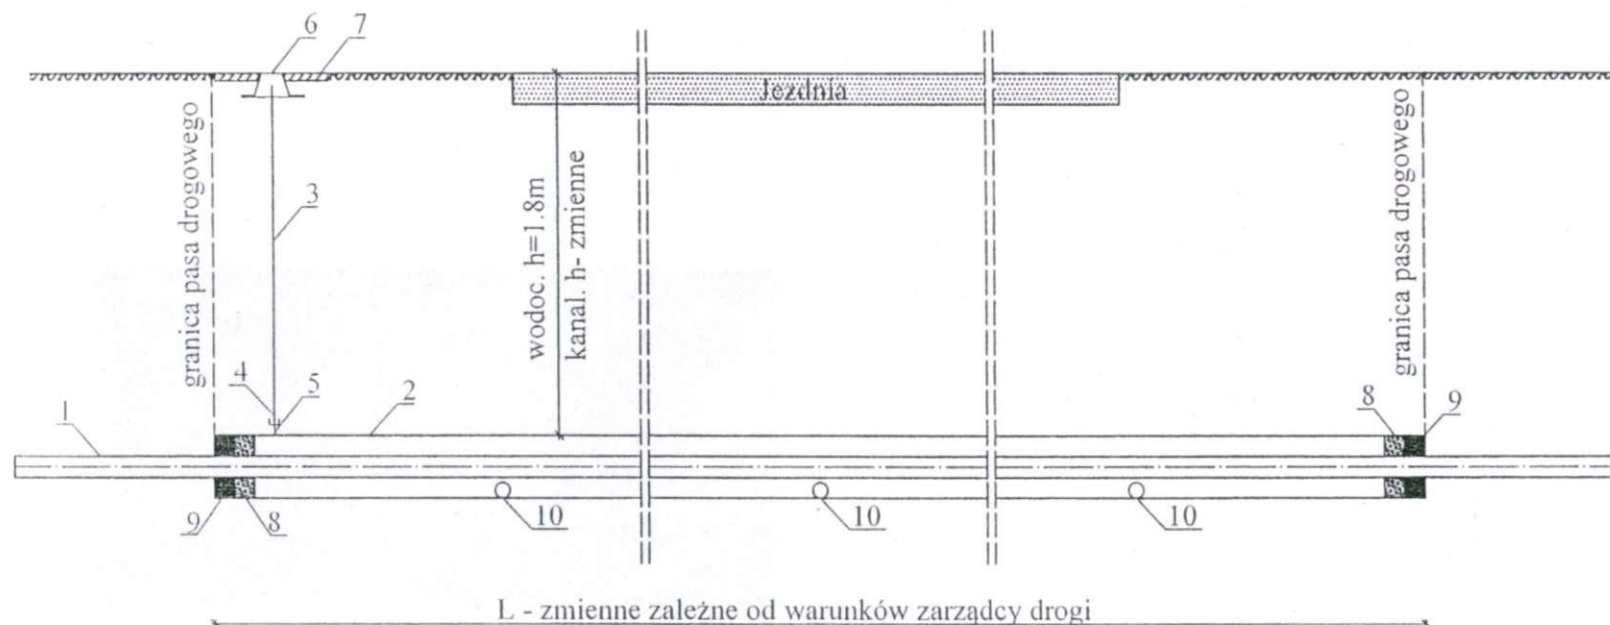 6 7
Jezdnia
granica pasa drogowego
3
wodoc. h=1.8m
kanal. h- zmienne
granica pasa drogowego
4 5 2
8 9
1
9 8 10 10 10
L - zmienne zależne od warunków zarządcy drogi